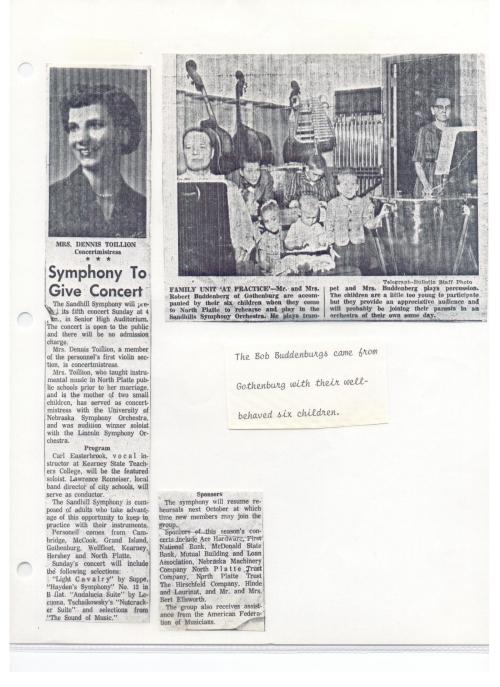 MRS. DENNIS TOILLION
Concertmistress
* * *
Symphony To
Give Concert
The Sandhill Symphony will
its fifth concert Sunday at 4
in Senior High Auditorium.
The concert is open to the public
and there will be no admission
charge.
Mrs. Dennis Toillion, a member
of the personnel's first violin sec-
tion, is concertmistress.
Mrs. Toillion, who taught instru-
mental music in North Platte pub-
lic schools prior to her marriage,
and is the mother of two small
children, has served as concert-
mistress with the University of
Nebraska Symphony Orchestra,
and was audition winner soloist
with the Lincoln Symphony Or-
chestra.
Program
Carl Easterbrook, vocal in-
structor at Kearney State Teach-
ers College, will be the featured
soloist. Lawrence Romeiser, local
band director of city schools, will
serve as conductor.
The Sandhill Symphony is com-
posed of adults who take advant-
age of this opportunity to keep in
practice with their instruments.
Personnel comes from Cam-
bridge, McCook, Grand Island,
Gothenburg, Wellfleet, Kearney,
Hershey and North Platte.
Sunday's concert will include
the following selections:
"Light Cavalry" by Suppe,
"Hayden's Symphony" No. 12 in
B flat, "Andalucia Suite" by Le-
cuona, Tschaikowsky's "Nutcrack-
er Suite" and selections from
"The Sound of Music."
Telegraph-Bulletin Staff Photo
FAMILY UNIT 'AT PRACTICE'—Mr. and Mrs.
Robert Buddenberg of Gothenburg are accom-
panied by their six children when they come
to North Platte to rehearse and play in the
Sandhills Symphony Orchestra. He plays trum-
pet and Mrs. Buddenberg plays percussion.
The children are a little too young to participate,
but they provide an appreciative audience and
will probably be joining their parents in an
orchestra of their own some day.
The Bob Buddenburgs came from
Gothenburg with their well-
behaved six children.
Sponsors
The symphony will resume re-
hearsals next October at which
time new members may join the
group.
Sponsors of this season's con-
certs include Ace Hardware, First
National Bank, McDonald State
Bank, Mutual Building and Loan
Association, Nebraska Machinery
Company North Platte Trust
Company, North Platte Trust
The Hirschfeld Company, Hinde
and Laurinat, and Mr. and Mrs.
Bert Ellsworth.
The group also receives assist-
ance from the American Federa-
tion of Musicians.